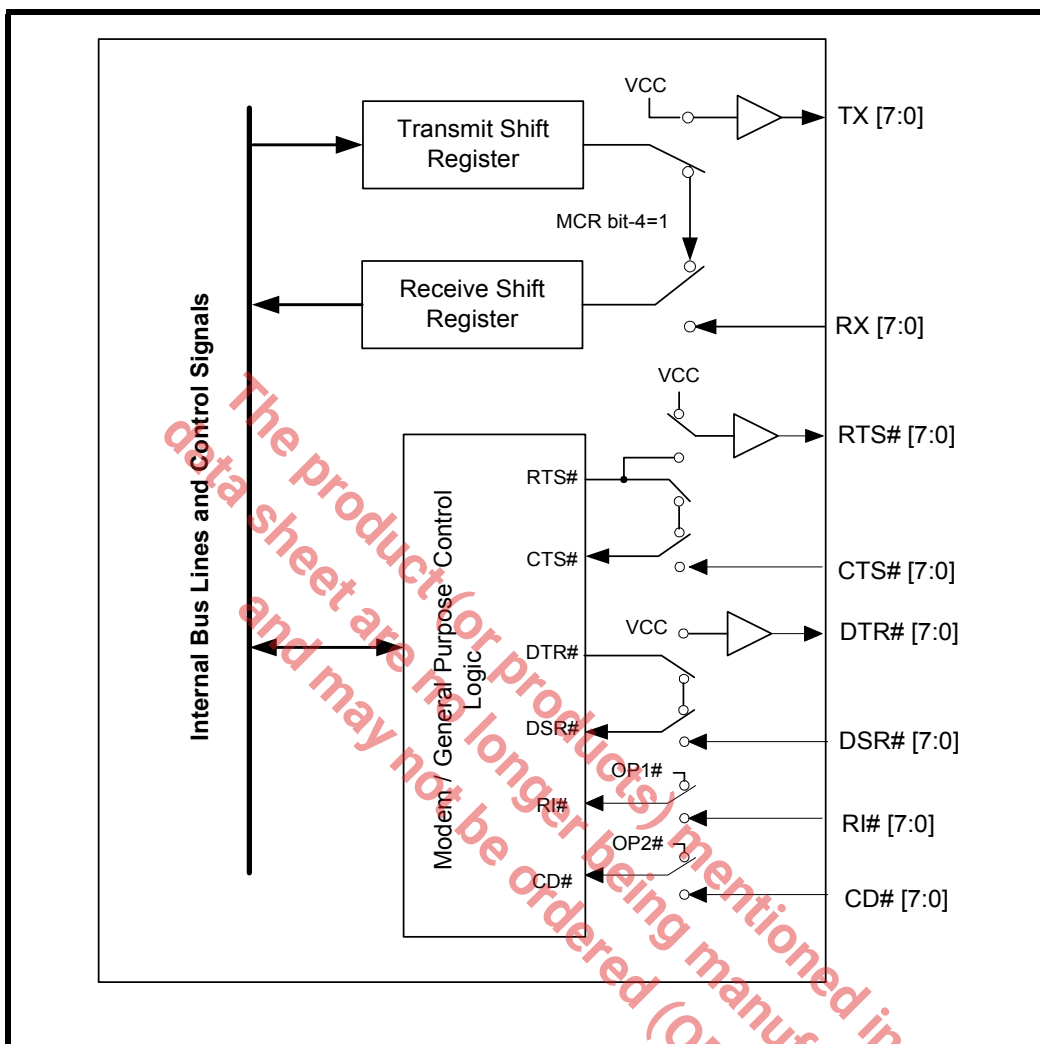 VCC
TX [7:0]
Transmit Shift
Register
MCR bit-4=1
Receive Shift
Register
RX [7:0]
Internal Bus Lines and Control Signals
VCC
RTS# [7:0]
RTS#
CTS#
CTS# [7:0]
Modem / General Purpose Control
Logic
VCC
DTR# [7:0]
DTR#
DSR#
DSR# [7:0]
OP1#
RI#
RI# [7:0]
OP2#
CD#
CD# [7:0]
The product (or products) mentioned in
data sheet are no longer being manuf
and may not be ordered (O